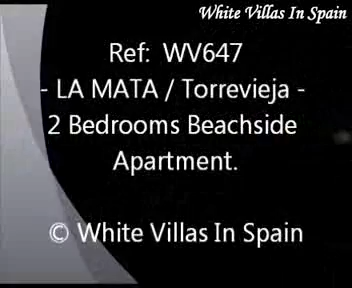 White Villas In Spain
Ref: WV647
- LA MATA / Torrevieja -
2 Bedrooms Beachside
Apartment.
© White Villas In Spain